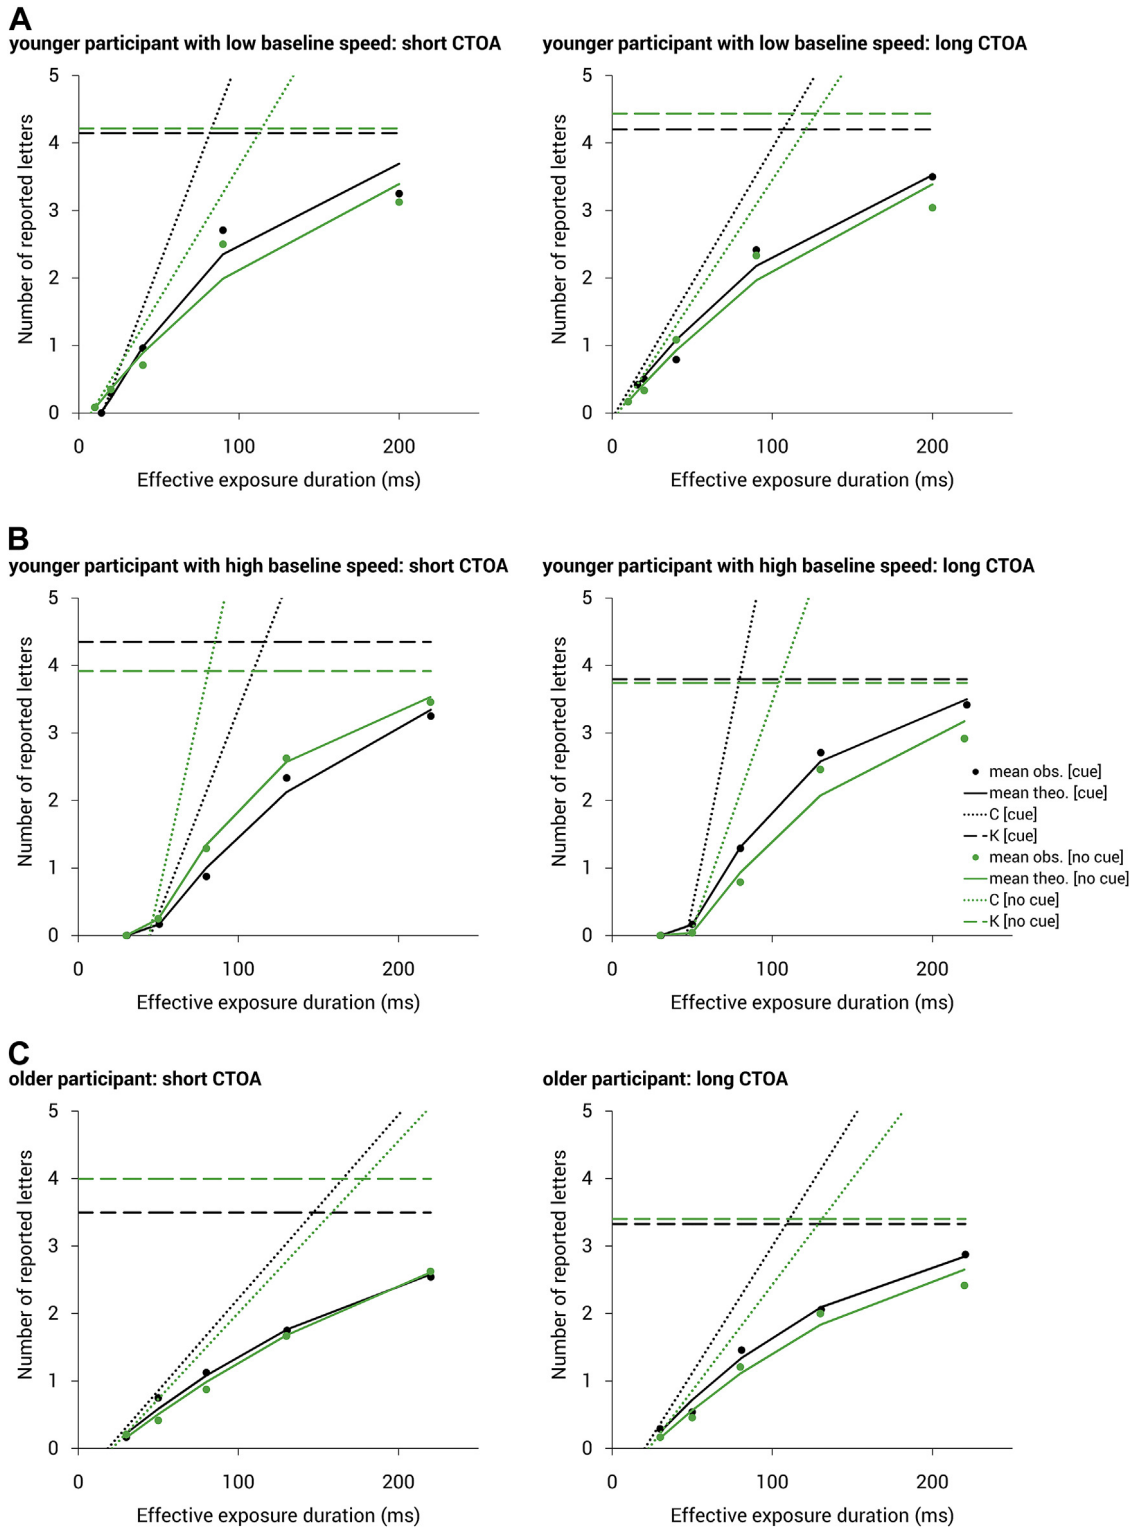 A
younger participant with low baseline speed: short CTOA
younger participant with low baseline speed: long CTOA
5
4
3
2
1
0
Number of reported letters
0
100
200
Effective exposure duration (ms)
5
4
3
2
1
0
Number of reported letters
0
100
200
Effective exposure duration (ms)
B
younger participant with high baseline speed: short CTOA
younger participant with high baseline speed: long CTOA
5
4
3
2
1
0
Number of reported letters
0
100
200
Effective exposure duration (ms)
5
4
3
2
1
0
Number of reported letters
0
100
200
Effective exposure duration (ms)
mean obs. [cue]
mean theo. [cue]
C [cue]
K [cue]
mean obs. [no cue]
mean theo. [no cue]
C [no cue]
K [no cue]
C
older participant: short CTOA
older participant: long CTOA
5
4
3
2
1
0
Number of reported letters
0
100
200
Effective exposure duration (ms)
5
4
3
2
1
0
Number of reported letters
0
100
200
Effective exposure duration (ms)